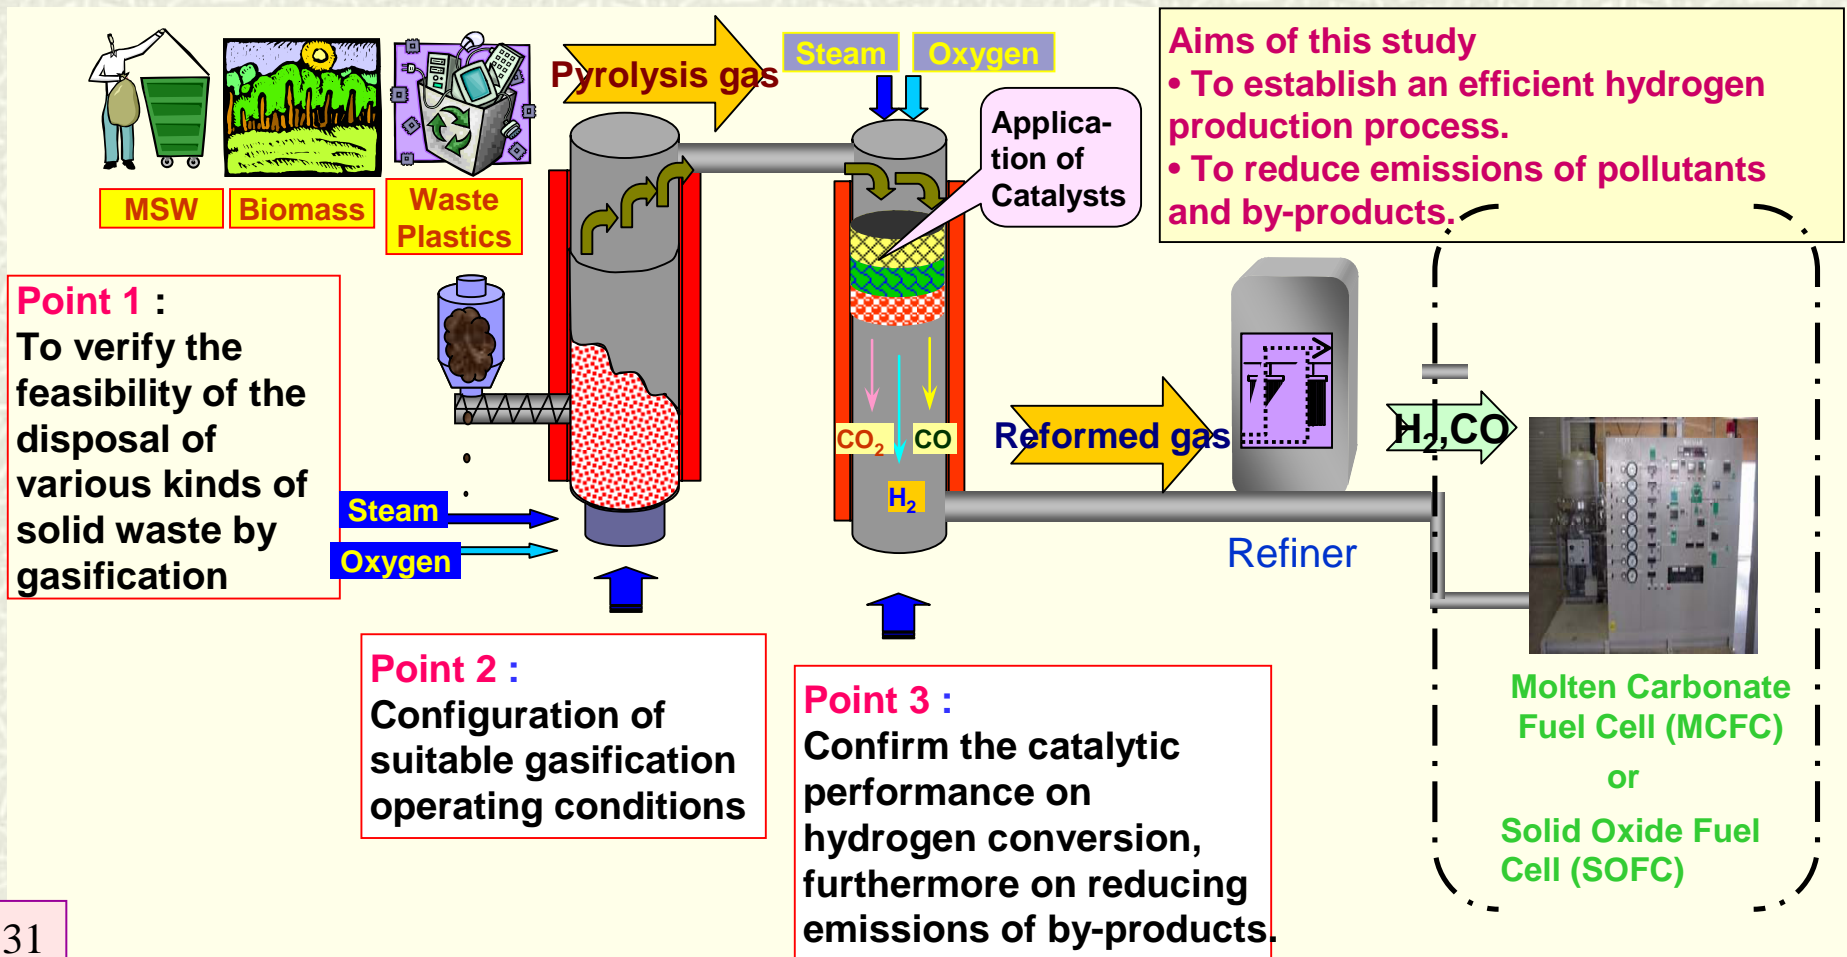 Pyrolysis gas
Steam
Oxygen
Aims of this study
• To establish an efficient hydrogen
production process.
• To reduce emissions of pollutants
and by-products.
Applica-
tion of
Catalysts
MSW
Biomass
Waste
Plastics
Point 1 :
To verify the
feasibility of the
disposal of
various kinds of
solid waste by
gasification
Steam
Oxygen
CO2
CO
H2
Reformed gas
H2,CO
Refiner
Point 2 :
Configuration of
suitable gasification
operating conditions
Point 3 :
Confirm the catalytic
performance on
hydrogen conversion,
furthermore on reducing
emissions of by-products.
Molten Carbonate
Fuel Cell (MCFC)
or
Solid Oxide Fuel
Cell (SOFC)
31